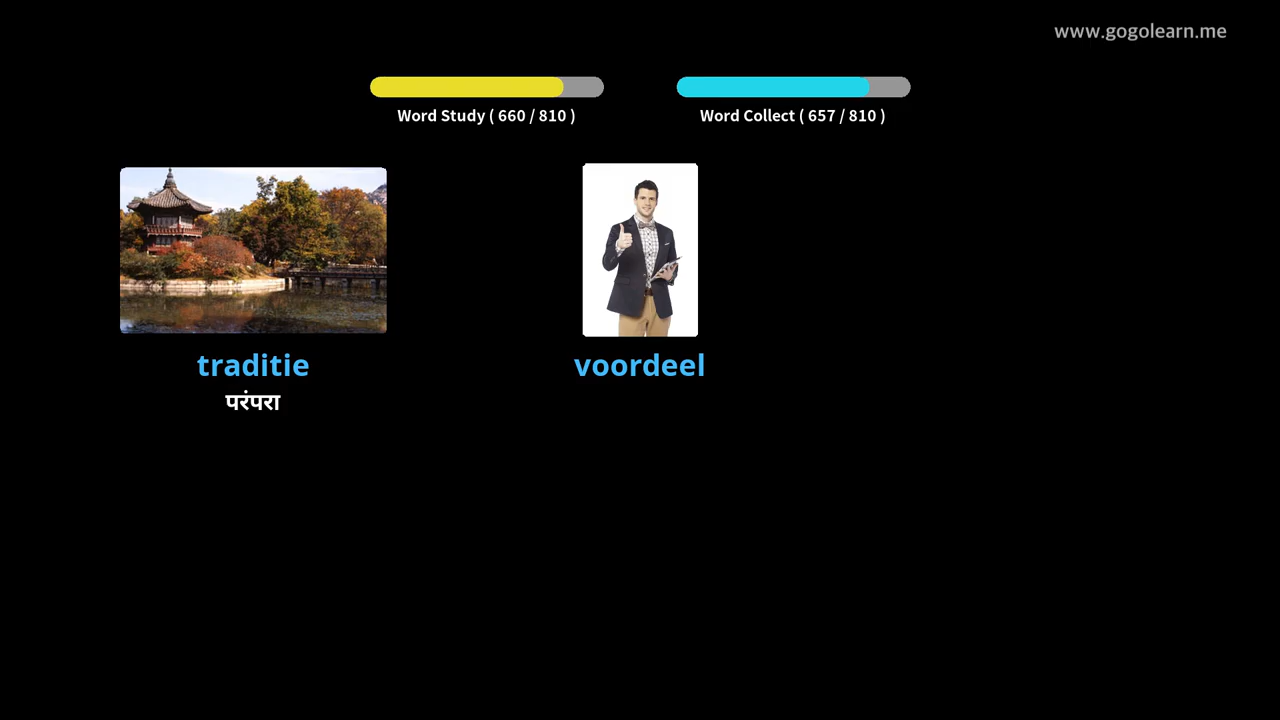 www.gogolearn.me
Word Study ( 660 / 810 )
Word Collect ( 657 / 810 )
traditie
परंपरा
voordeel